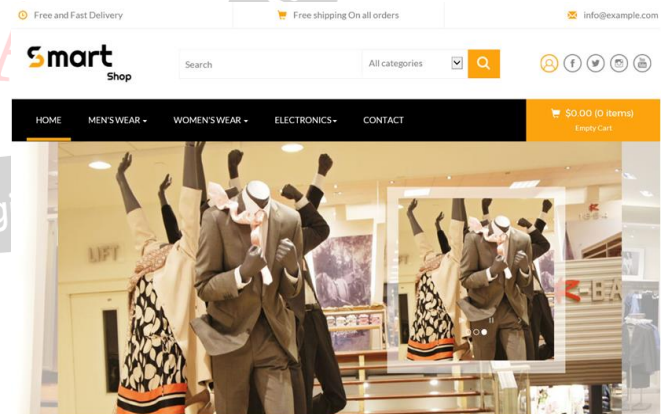 Free and Fast Delivery
Free shipping On all orders
info@example.com
Smart
Shop
Search
All categories
HOME
MEN'S WEAR
WOMEN'S WEAR
ELECTRONICS
CONTACT
$0.00 (0 items)
Empty Cart
LIFT